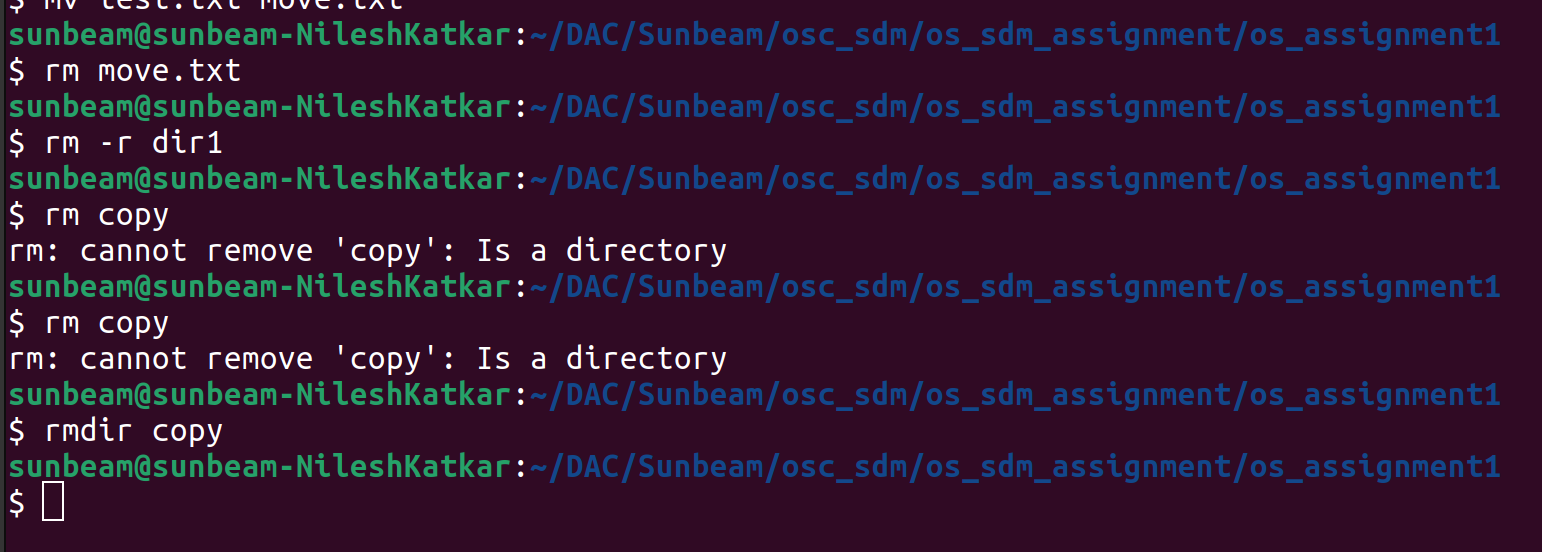 $ mv test.txt move.txt
sunbeam@sunbeam-NileshKatkar:~/DAC/Sunbeam/osc_sdm/os_sdm_assignment/os_assignment1
$ rm move.txt
sunbeam@sunbeam-NileshKatkar:~/DAC/Sunbeam/osc_sdm/os_sdm_assignment/os_assignment1
$ rm -r dir1
sunbeam@sunbeam-NileshKatkar:~/DAC/Sunbeam/osc_sdm/os_sdm_assignment/os_assignment1
$ rm copy
rm: cannot remove 'copy': Is a directory
sunbeam@sunbeam-NileshKatkar:~/DAC/Sunbeam/osc_sdm/os_sdm_assignment/os_assignment1
$ rm copy
rm: cannot remove 'copy': Is a directory
sunbeam@sunbeam-NileshKatkar:~/DAC/Sunbeam/osc_sdm/os_sdm_assignment/os_assignment1
$ rmdir copy
sunbeam@sunbeam-NileshKatkar:~/DAC/Sunbeam/osc_sdm/os_sdm_assignment/os_assignment1
$